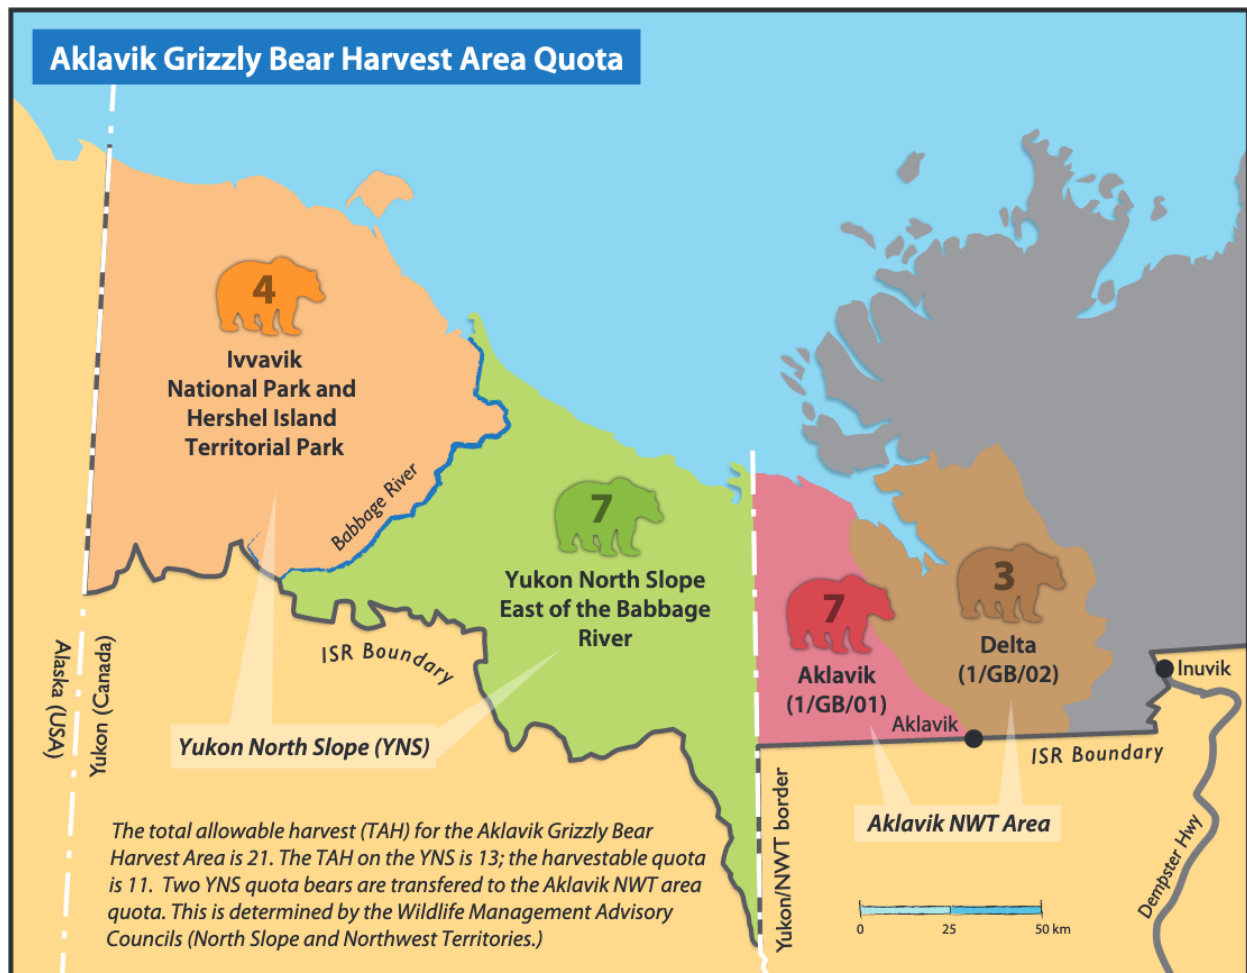 Aklavik Grizzly Bear Harvest Area Quota
4
Ivvavik
National Park and
Hershel Island
Territorial Park
Babbage River
7
Yukon North Slope
East of the Babbage
River
7
Aklavik
(1/GB/01)
3
Delta
(1/GB/02)
Aklavik
Inuvik
ISR Boundary
ISR Boundary
Alaska (USA)
Yukon (Canada)
Yukon North Slope (YNS)
Aklavik NWT Area
Yukon/NWT border
Dempster Hwy
The total allowable harvest (TAH) for the Aklavik Grizzly Bear
Harvest Area is 21. The TAH on the YNS is 13; the harvestable quota
is 11. Two YNS quota bears are transfered to the Aklavik NWT area
quota. This is determined by the Wildlife Management Advisory
Councils (North Slope and Northwest Territories.)
0 25 50 km